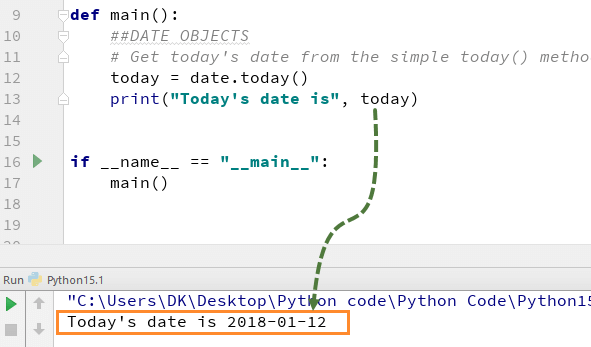 9 def main():
10 ##DATE OBJECTS
11 # Get today's date from the simple today() metho
12 today = date.today()
13 print("Today's date is", today)
14
15
16 if __name__ == "__main__":
17 main()
18
19
Run Python15.1
"C:\Users\DK\Desktop\Python code\Python Code\Python15
Today's date is 2018-01-12